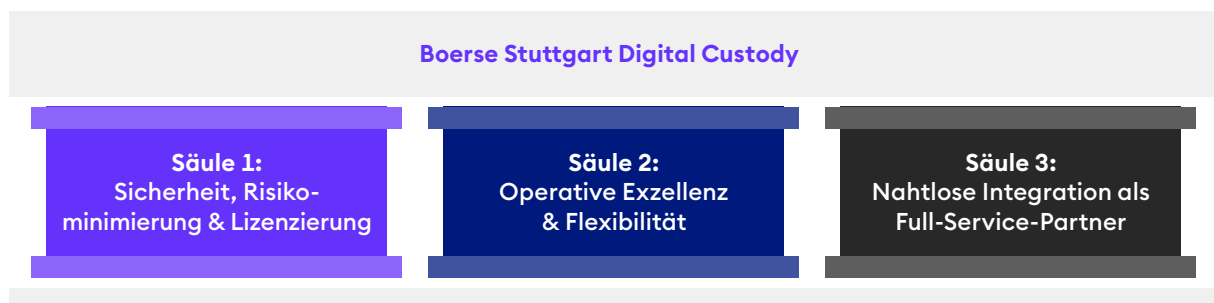 Boerse Stuttgart Digital Custody
Säule 1:
Sicherheit, Risiko-
minimierung & Lizenzierung
Säule 2:
Operative Exzellenz
& Flexibilität
Säule 3:
Nahtlose Integration als
Full-Service-Partner